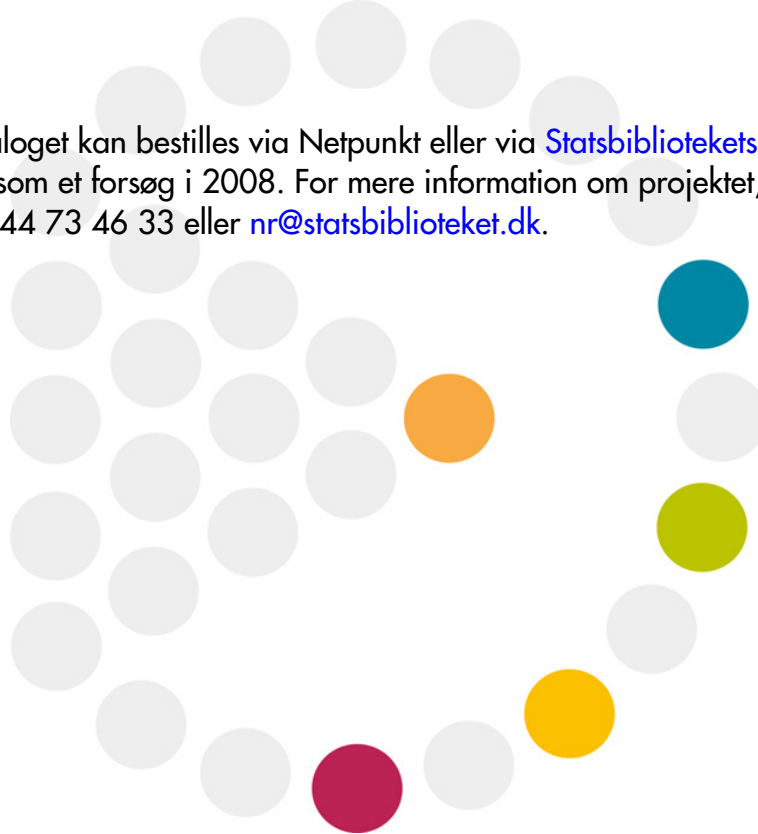 loget kan bestilles via Netpunkt eller via Statsbibliotekets
som et forsøg i 2008. For mere information om projektet,
44 73 46 33 eller nr@statsbiblioteket.dk.